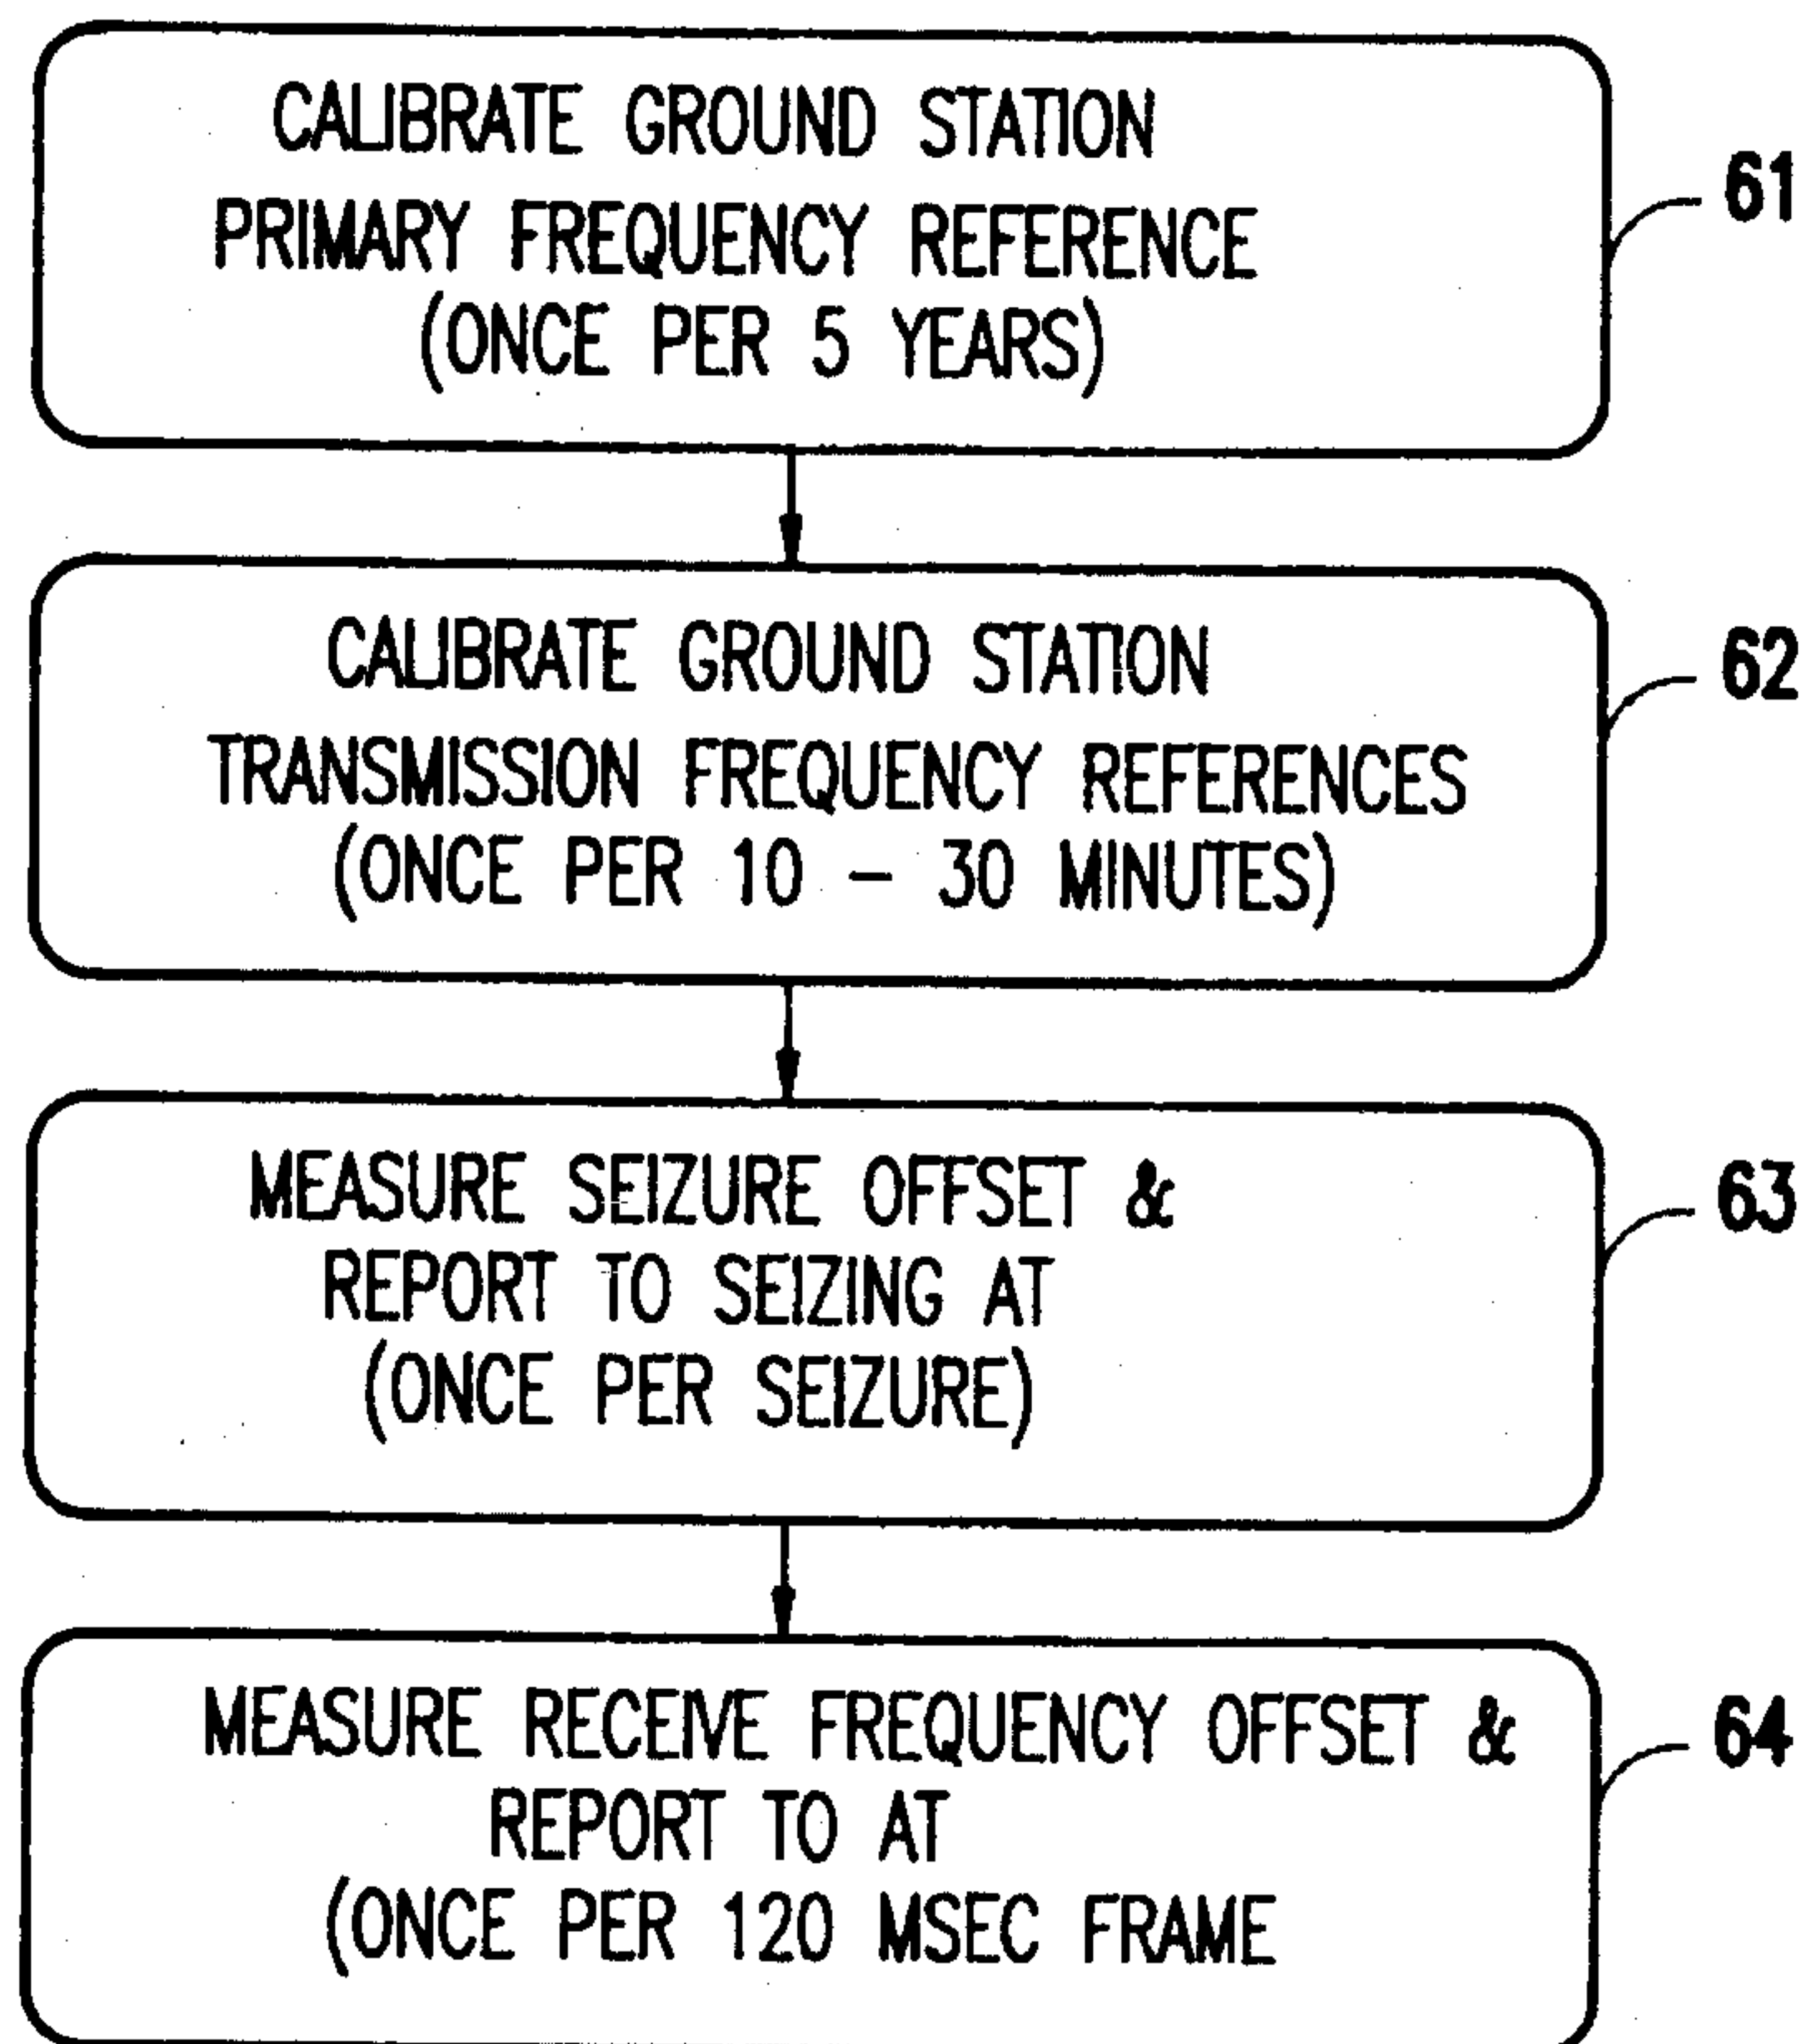 CALIBRATE GROUND STATION
PRIMARY FREQUENCY REFERENCE
(ONCE PER 5 YEARS)
61
CALIBRATE GROUND STATION
TRANSMISSION FREQUENCY REFERENCES
(ONCE PER 10 – 30 MINUTES)
62
MEASURE SEIZURE OFFSET &
REPORT TO SEIZING AT
(ONCE PER SEIZURE)
63
MEASURE RECEIVE FREQUENCY OFFSET &
REPORT TO AT
(ONCE PER 120 MSEC FRAME
64